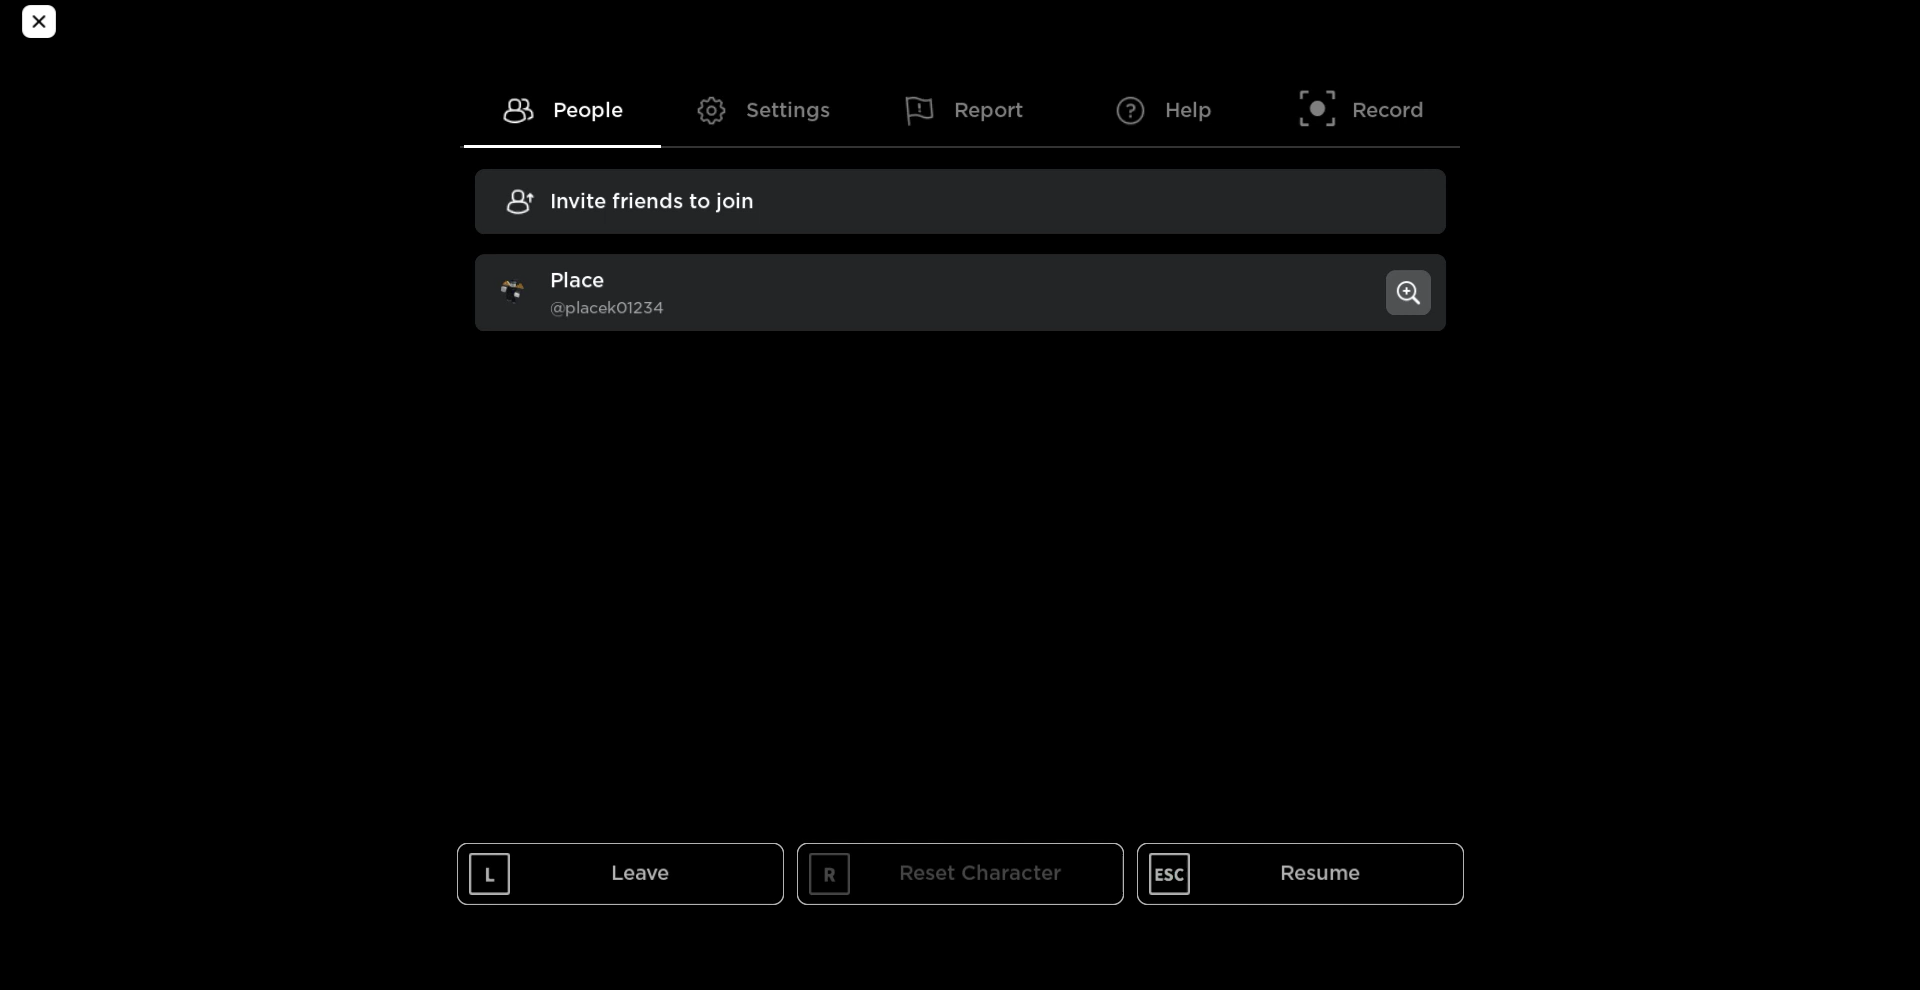 People
Settings
Report
Help
Record
Invite friends to join
Place
@placek01234
L
Leave
R
Reset Character
ESC
Resume